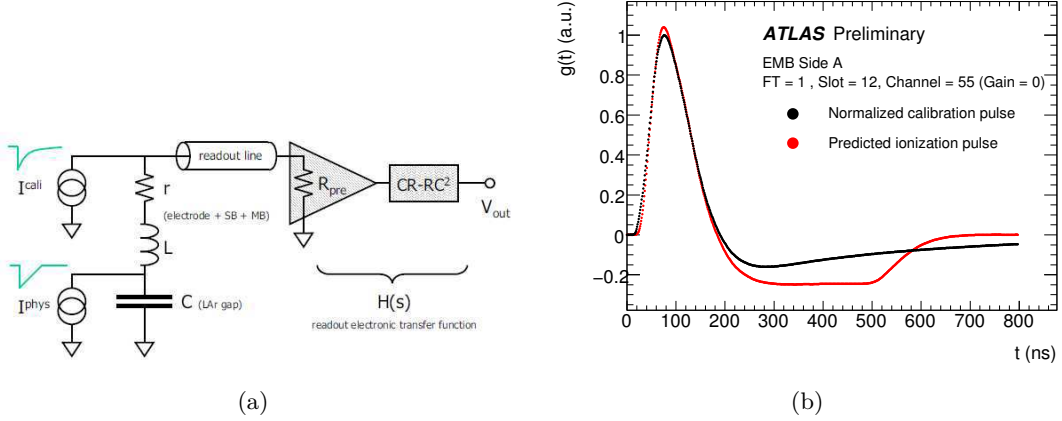 readout line
I^cali
r
(electrode + SB + MB)
L
I^phys
C (LAr gap)
R_pre
CR-RC²
V_out
H(s)
readout electronic transfer function
(a)
g(t) (a.u.)
1
0.8
0.6
0.4
0.2
0
−0.2
ATLAS Preliminary
EMB Side A
FT = 1 , Slot = 12, Channel = 55 (Gain = 0)
Normalized calibration pulse
Predicted ionization pulse
0 100 200 300 400 500 600 700 800
t (ns)
(b)